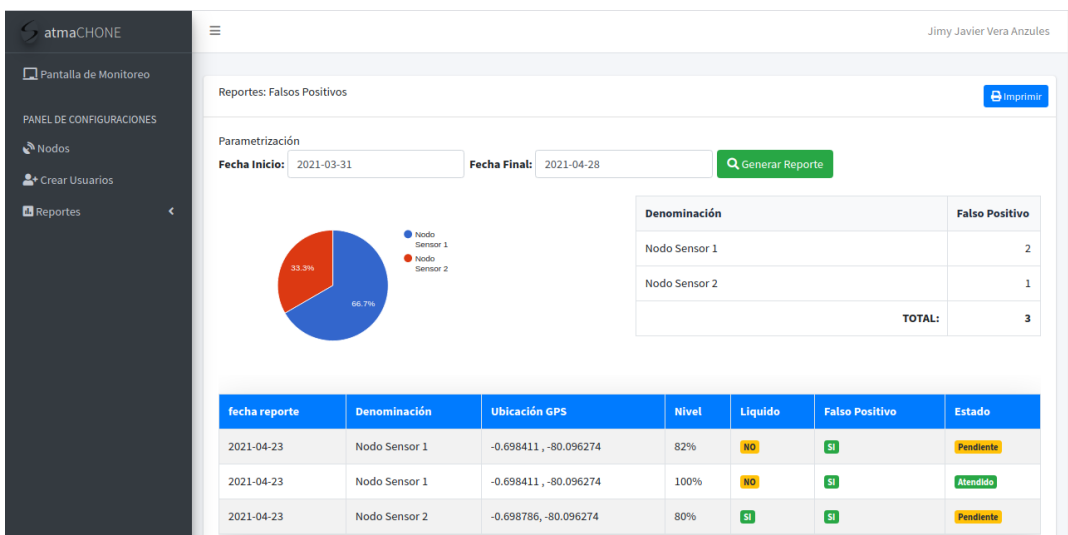 atmaCHONE
Jimy Javier Vera Anzules
Pantalla de Monitoreo
PANEL DE CONFIGURACIONES
Nodos
Crear Usuarios
Reportes
Reportes: Falsos Positivos
Imprimir
Parametrización
Fecha Inicio: 2021-03-31 Fecha Final: 2021-04-28 Generar Reporte
33.3%
66.7%
Nodo
Sensor 1
Nodo
Sensor 2
Denominación Falso Positivo
Nodo Sensor 1 2
Nodo Sensor 2 1
TOTAL: 3
fecha reporte Denominación Ubicación GPS Nivel Liquido Falso Positivo Estado
2021-04-23 Nodo Sensor 1 -0.698411 , -80.096274 82% NO SI Pendiente
2021-04-23 Nodo Sensor 1 -0.698411 , -80.096274 100% NO SI Atendido
2021-04-23 Nodo Sensor 2 -0.698786, -80.096274 80% SI SI Pendiente